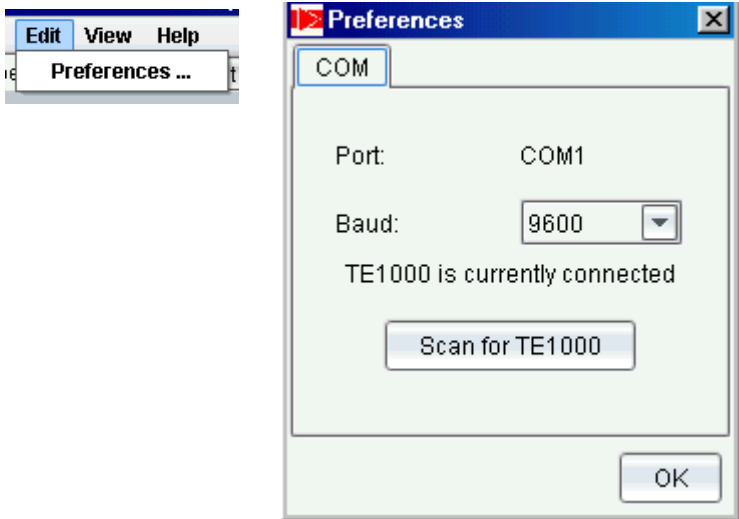 Edit View Help
Preferences ...
t
Preferences
COM
Port: COM1
Baud: 9600
TE1000 is currently connected
Scan for TE1000
OK